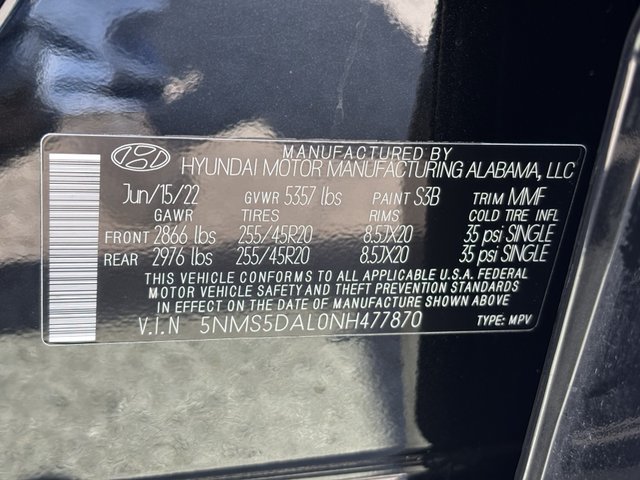 MANUFACTURED BY
HYUNDAI MOTOR MANUFACTURING ALABAMA, LLC
Jun/15/22 GVWR 5357 lbs PAINT S3B TRIM MMF
GAWR TIRES RIMS COLD TIRE INFL
FRONT 2866 lbs 255/45R20 8.5JX20 35 psi SINGLE
REAR 2976 lbs 255/45R20 8.5JX20 35 psi SINGLE
THIS VEHICLE CONFORMS TO ALL APPLICABLE U.S.A. FEDERAL
MOTOR VEHICLE SAFETY AND THEFT PREVENTION STANDARDS
IN EFFECT ON THE DATE OF MANUFACTURE SHOWN ABOVE
V.I.N 5NMS5DAL0NH477870 TYPE: MPV